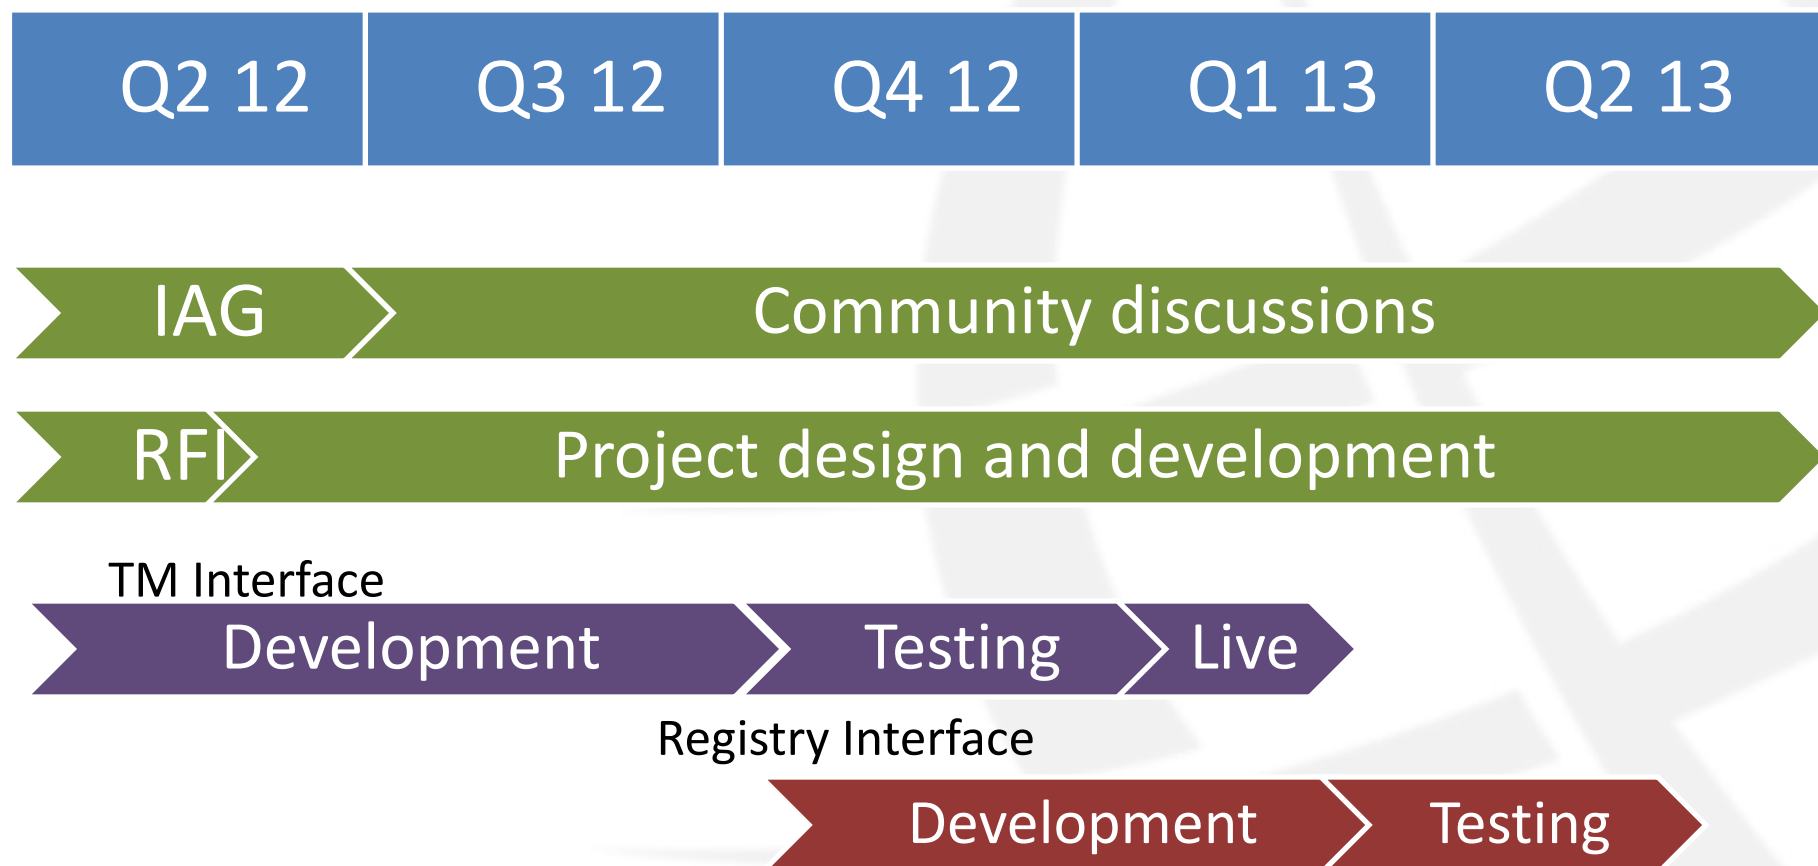 Q2 12 Q3 12 Q4 12 Q1 13 Q2 13
IAG Community discussions
RFI Project design and development
TM Interface
Development Testing Live
Registry Interface
Development Testing